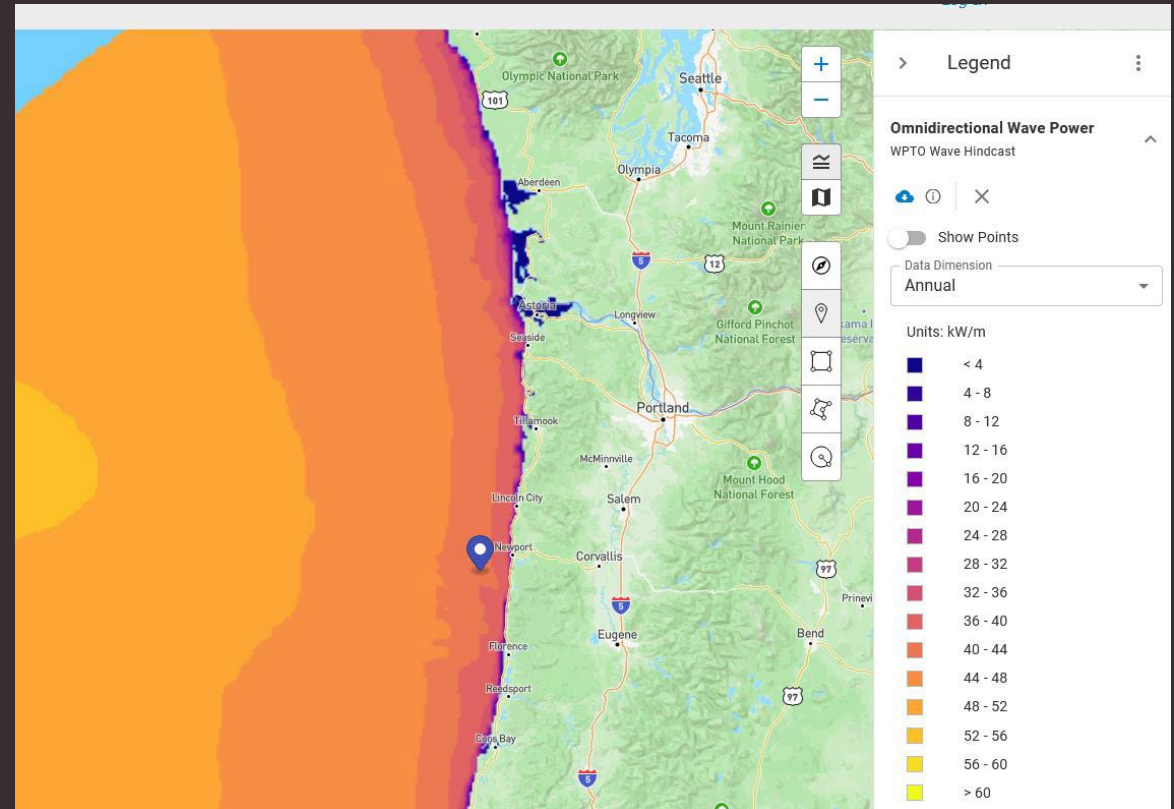 Olympic National Park
Seattle
101
Tacoma
Olympia
Aberdeen
Mount Rainier
National Park
5
12
Astoria
Longview
Gifford Pinchot
National Forest
Seaside
Portland
Tillamook
McMinnville
Mount Hood
National Forest
Lincoln City
Salem
Newport
Corvallis
97
5
Eugene
Bend
Florence
Reedsport
97
Coos Bay
5
+
−
Legend
Omnidirectional Wave Power
WPTO Wave Hindcast
Show Points
Data Dimension
Annual
Units: kW/m
< 4
4 - 8
8 - 12
12 - 16
16 - 20
20 - 24
24 - 28
28 - 32
32 - 36
36 - 40
40 - 44
44 - 48
48 - 52
52 - 56
56 - 60
> 60